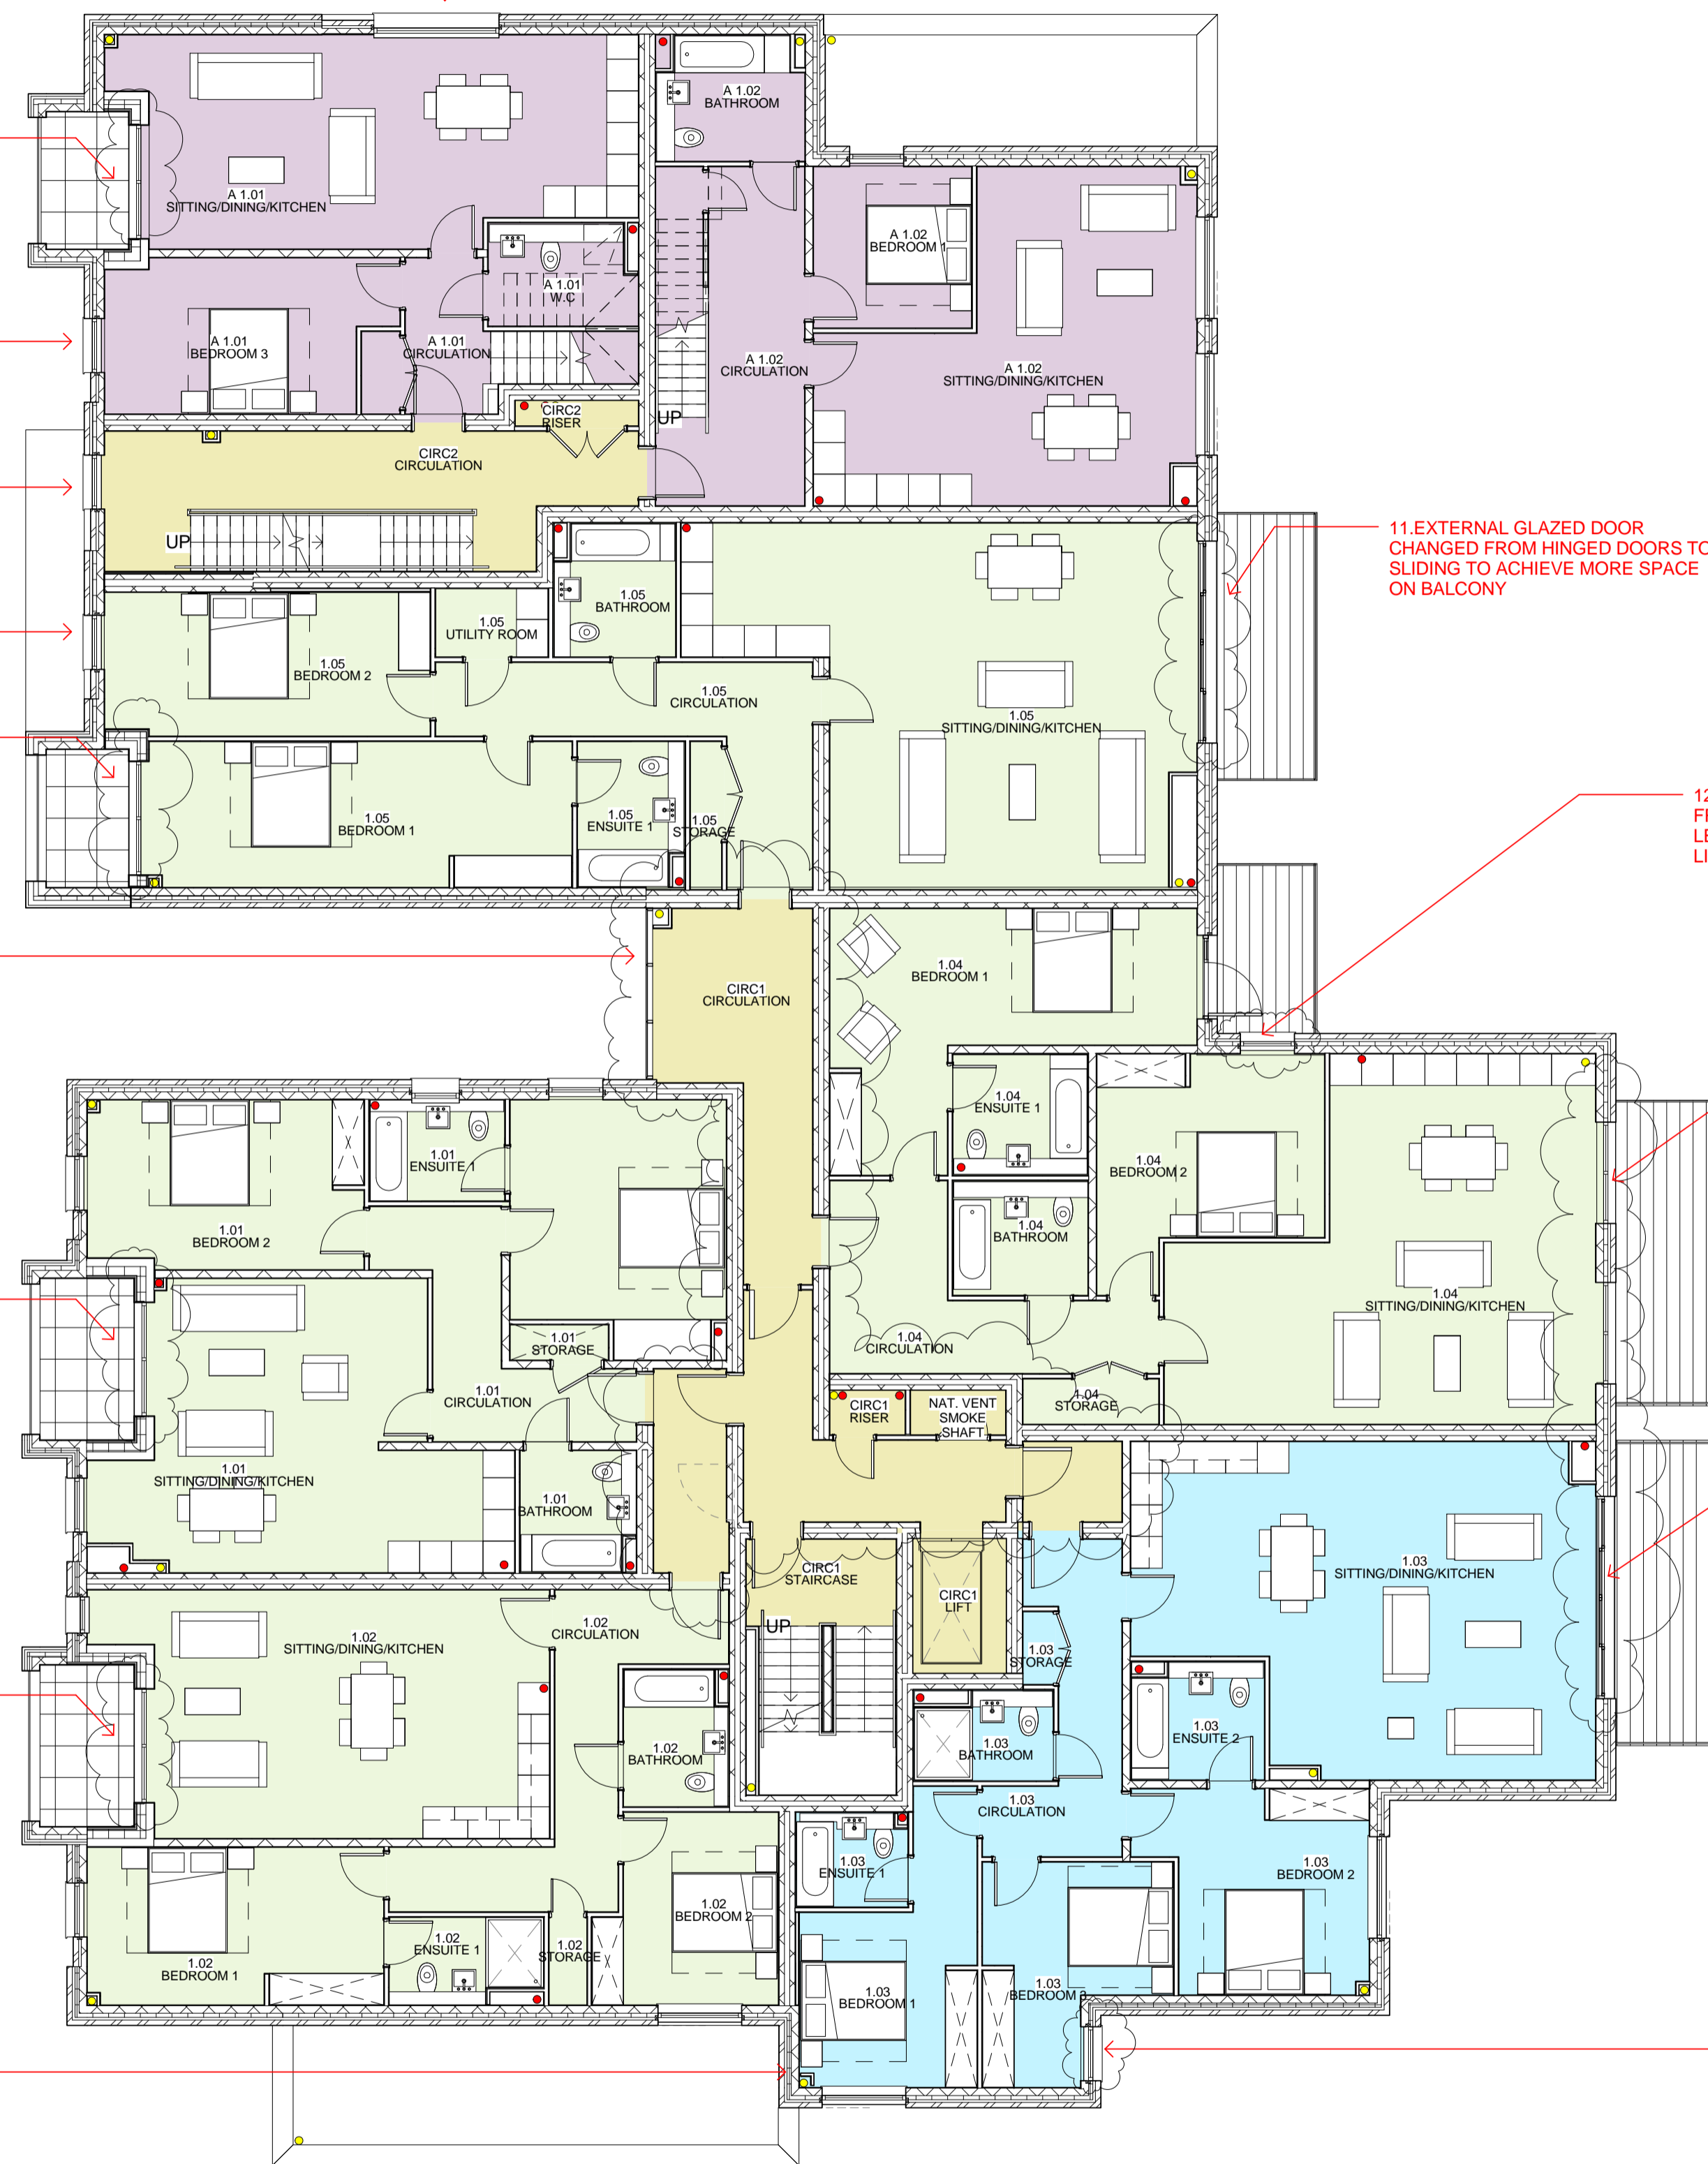 A 1.01
SITTING/DINING/KITCHEN
A 1.02
BATHROOM
A 1.02
BEDROOM 1
A 1.01
W.C
A 1.01
BEDROOM 3
A 1.01
CIRCULATION
A 1.02
CIRCULATION
A 1.02
SITTING/DINING/KITCHEN
CIRC2
RISER
UP
CIRC2
CIRCULATION
UP
11.EXTERNAL GLAZED DOOR
CHANGED FROM HINGED DOORS TO
SLIDING TO ACHIEVE MORE SPACE
ON BALCONY
1.05
BATHROOM
1.05
UTILITY ROOM
1.05
BEDROOM 2
1.05
CIRCULATION
1.05
SITTING/DINING/KITCHEN
12
1.05
BEDROOM 1
1.05
ENSUITE 1
1.05
STORAGE
1.04
BEDROOM 1
CIRC1
CIRCULATION
1.04
ENSUITE 1
1.04
BEDROOM 2
1.01
ENSUITE 1
1.01
BEDROOM 2
1.04
BATHROOM
1.04
SITTING/DINING/KITCHEN
1.01
STORAGE
1.04
CIRCULATION
1.01
CIRCULATION
1.04
STORAGE
CIRC1
RISER
NAT. VENT
SMOKE
SHAFT
1.01
SITTING/DINING/KITCHEN
1.01
BATHROOM
1.03
SITTING/DINING/KITCHEN
CIRC1
STAIRCASE
CIRC1
LIFT
UP
1.02
SITTING/DINING/KITCHEN
1.02
CIRCULATION
1.03
STORAGE
1.02
BATHROOM
1.03
BATHROOM
1.03
ENSUITE 2
1.03
CIRCULATION
1.03
ENSUITE 1
1.03
BEDROOM 2
1.02
BEDROOM 2
1.02
ENSUITE 1
1.02
STORAGE
1.02
BEDROOM 1
1.03
BEDROOM 1
1.03
BEDROOM 3